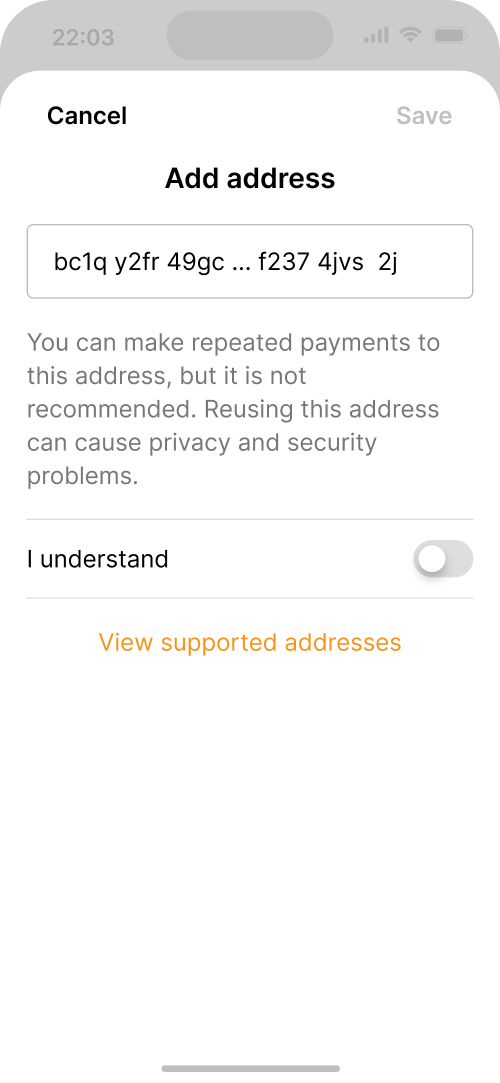 22:03
Cancel Save
Add address
bc1q y2fr 49gc ... f237 4jvs 2j
You can make repeated payments to
this address, but it is not
recommended. Reusing this address
can cause privacy and security
problems.
I understand
View supported addresses